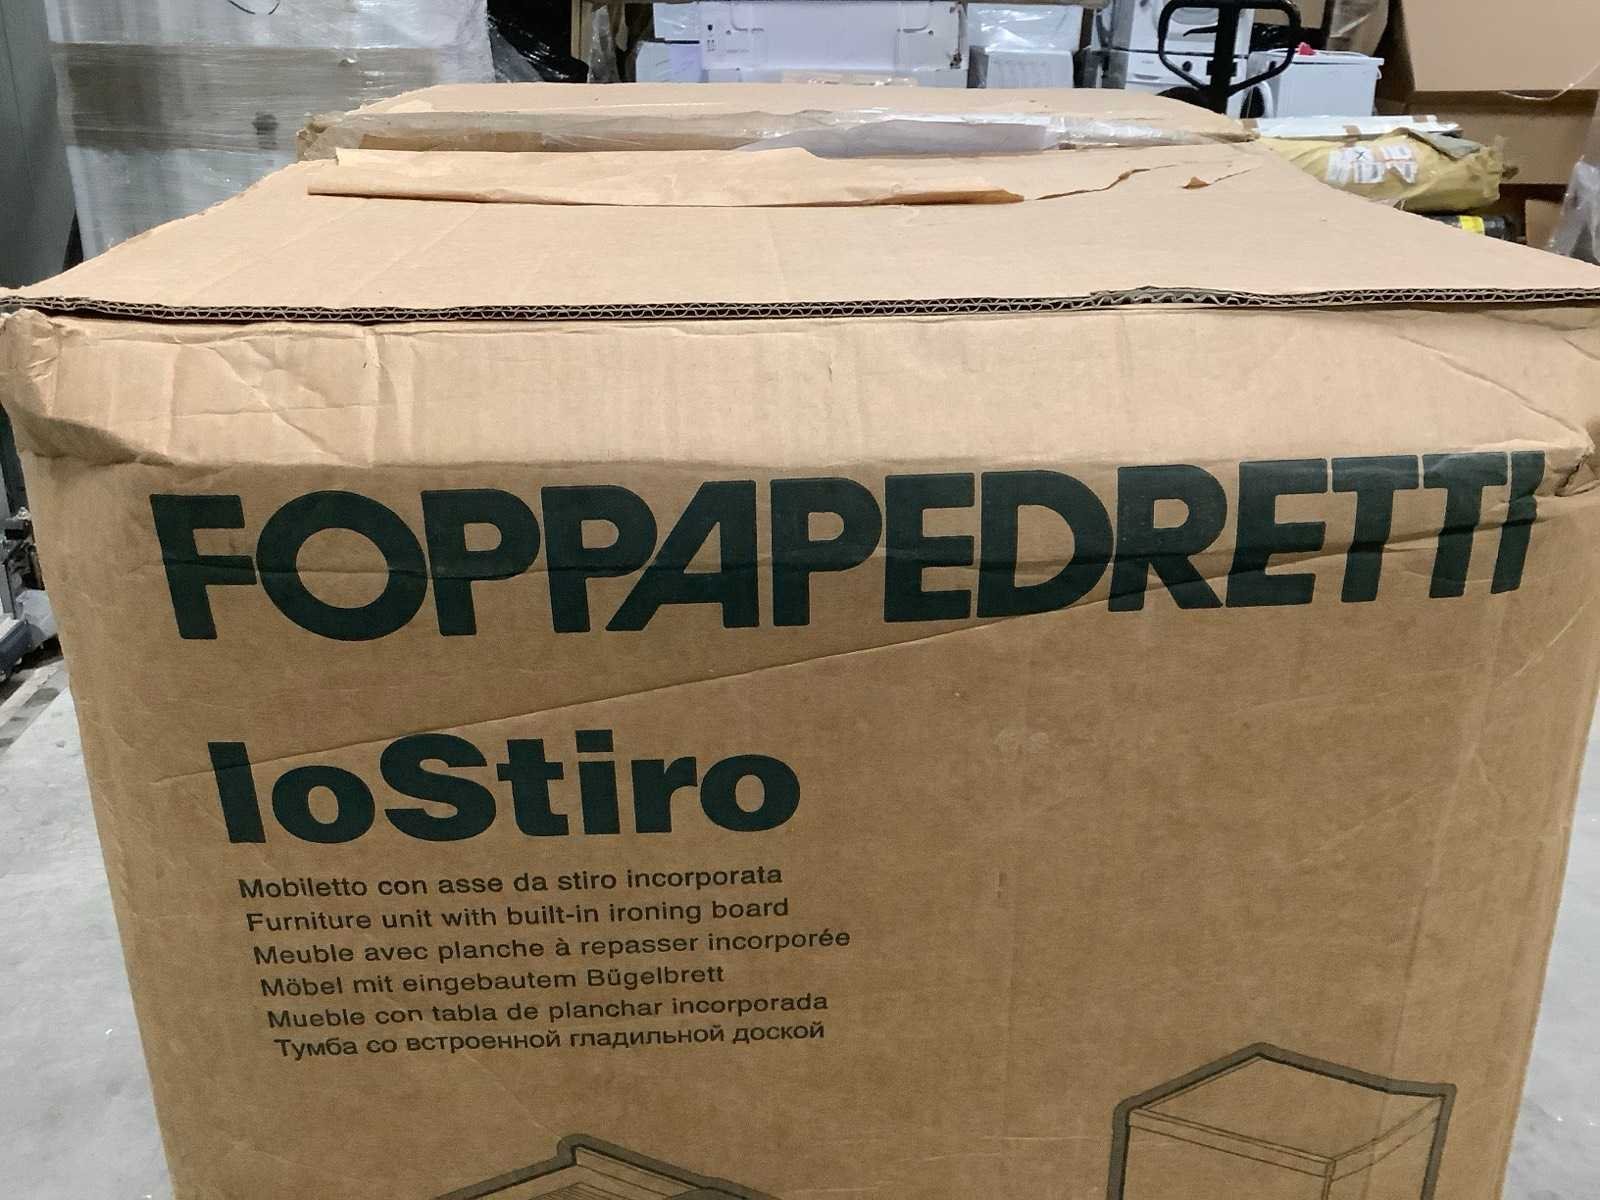 FOPPAPEDRETTI
IoStiro
Mobiletto con asse da stiro incorporata
Furniture unit with built-in ironing board
Meuble avec planche à repasser incorporée
Möbel mit eingebautem Bügelbrett
Mueble con tabla de planchar incorporada
Тумба со встроенной гладильной доской